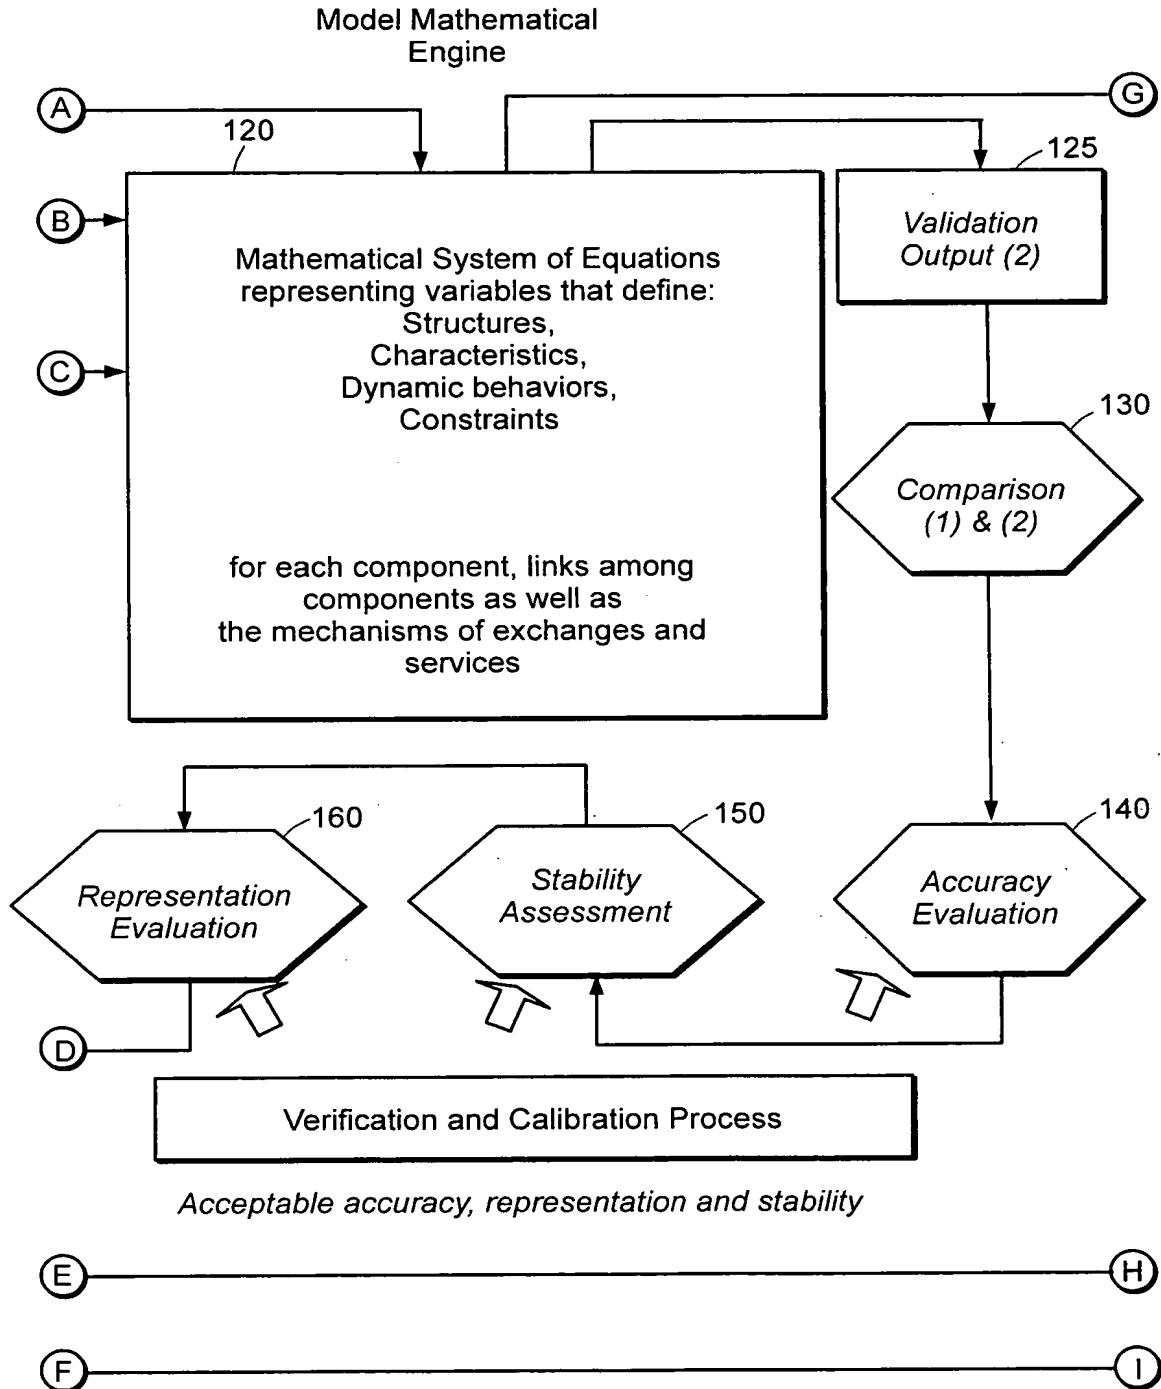 Model Mathematical
Engine
A
G
120
125
B
Validation
Output (2)
Mathematical System of Equations
representing variables that define:
Structures,
Characteristics,
Dynamic behaviors,
Constraints
C
130
Comparison
(1) & (2)
for each component, links among
components as well as
the mechanisms of exchanges and
services
160
150
140
Representation
Evaluation
Stability
Assessment
Accuracy
Evaluation
D
Verification and Calibration Process
Acceptable accuracy, representation and stability
E
H
F
I